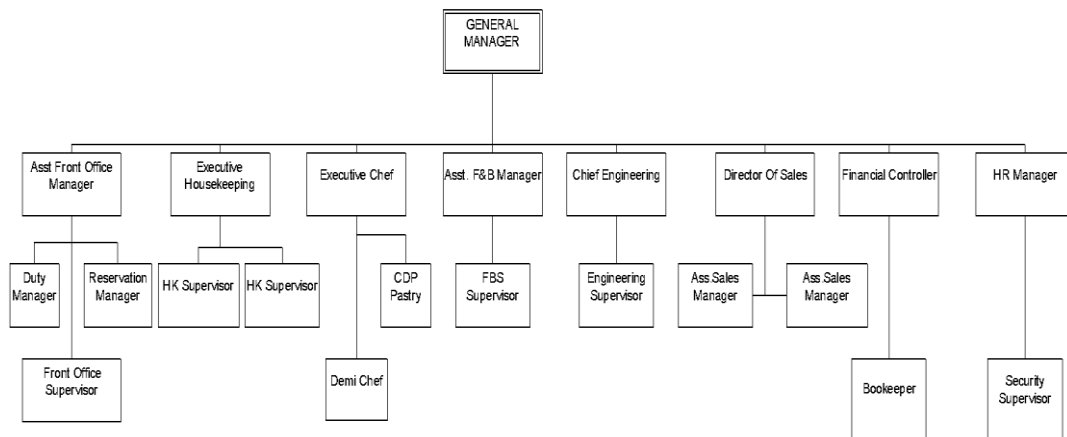 GENERAL
MANAGER
Asst Front Office
Manager
Executive
Housekeeping
Executive Chef
Asst. F&B Manager
Chief Engineering
Director Of Sales
Financial Controller
HR Manager
Duty
Manager
Reservation
Manager
HK Supervisor
HK Supervisor
CDP
Pastry
FBS
Supervisor
Engineering
Supervisor
Ass.Sales
Manager
Ass.Sales
Manager
Front Office
Supervisor
Demi Chef
Bookeeper
Security
Supervisor